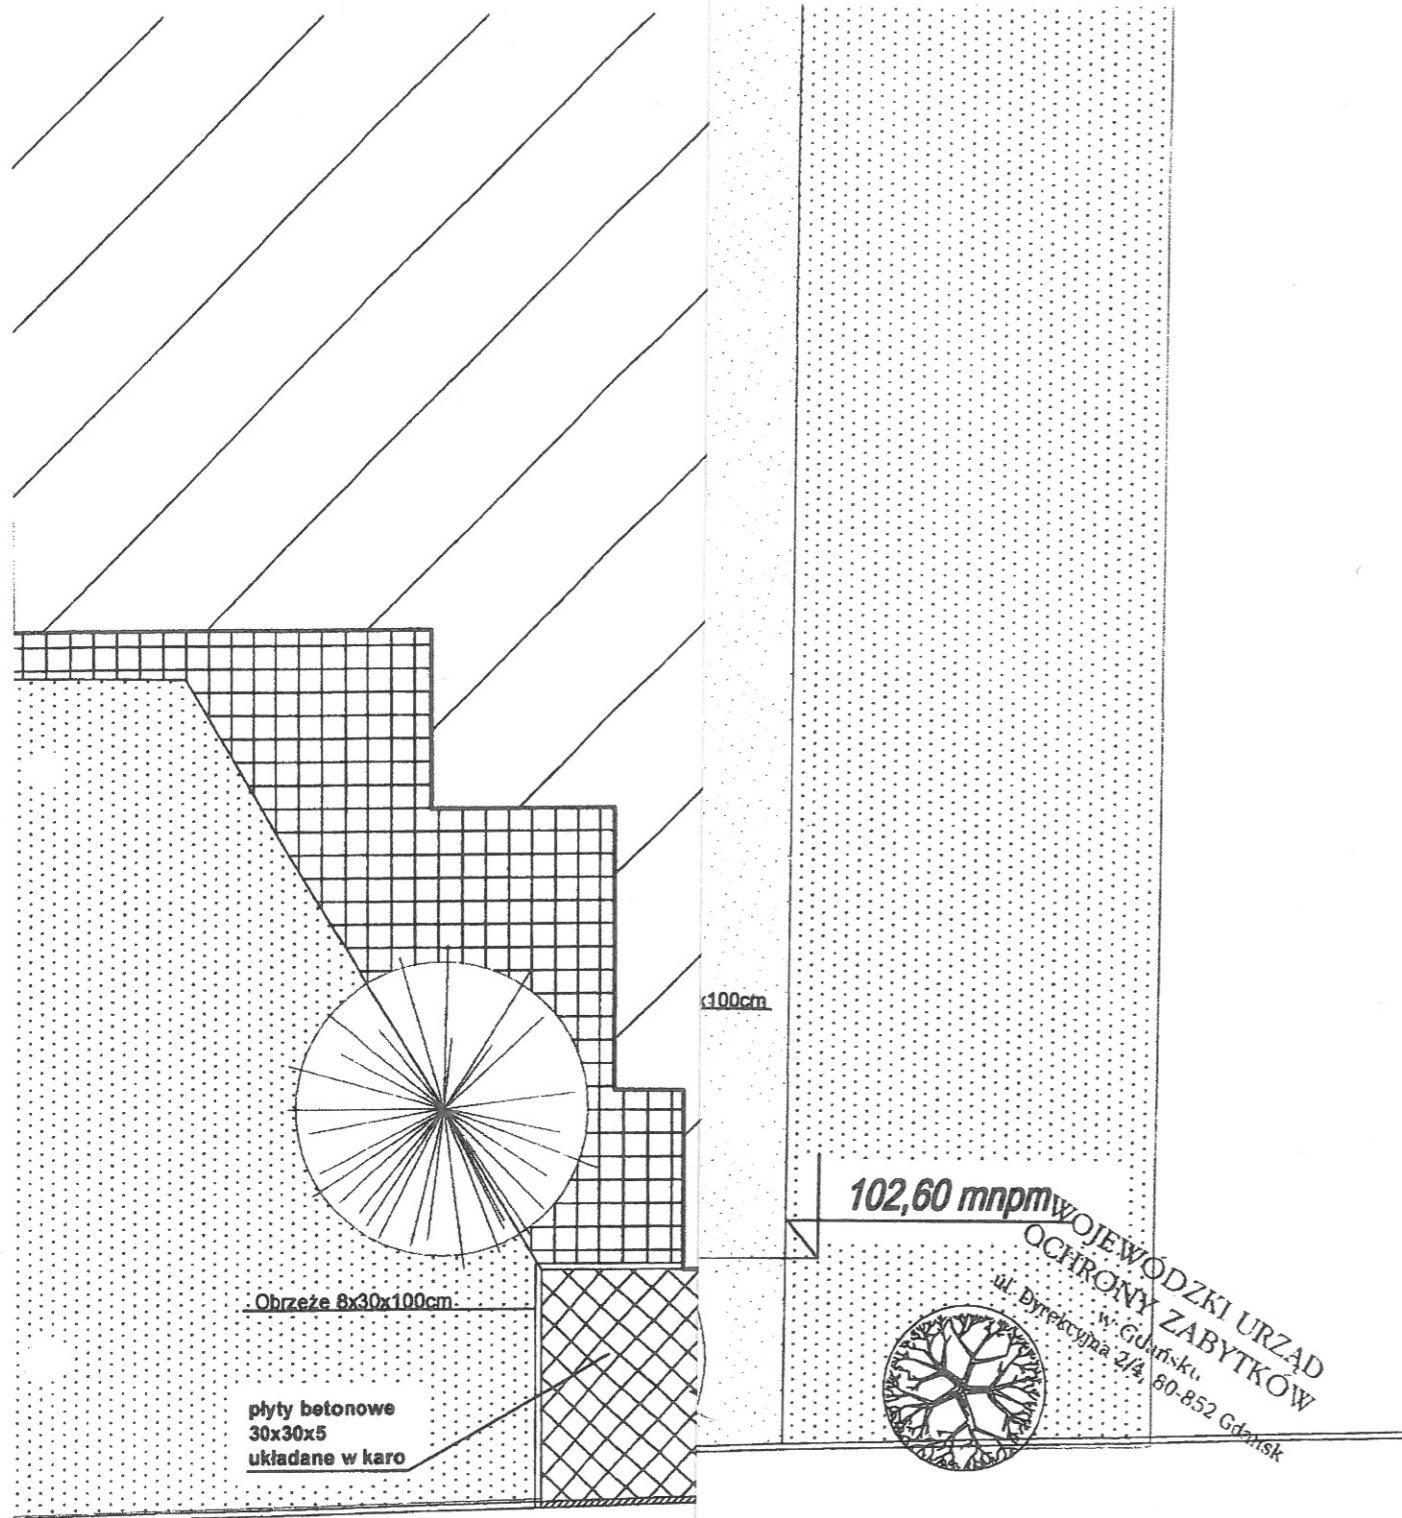 x100cm
102,60 mnpm
WOJEWÓDZKI URZĄD
OCHRONY ZABYTKÓW
w Gdańsku
ul. Dyrekcyjna 2/4, 80-852 Gdańsk
Obrzeże 8x30x100cm
płyty betonowe
30x30x5
układane w karo